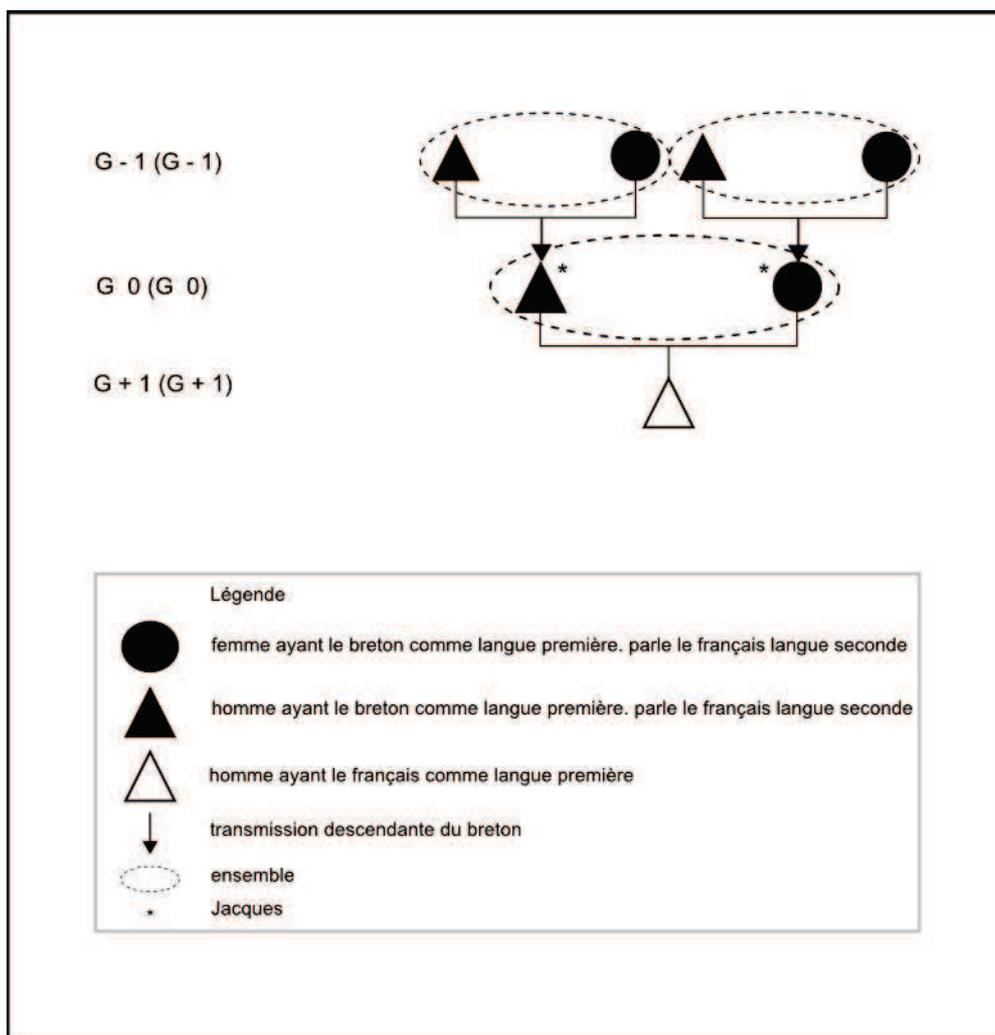 G - 1 (G - 1)
G 0 (G 0)
* *
G + 1 (G + 1)
Légende
femme ayant le breton comme langue première. parle le français langue seconde
homme ayant le breton comme langue première. parle le français langue seconde
homme ayant le français comme langue première
transmission descendante du breton
ensemble
* Jacques